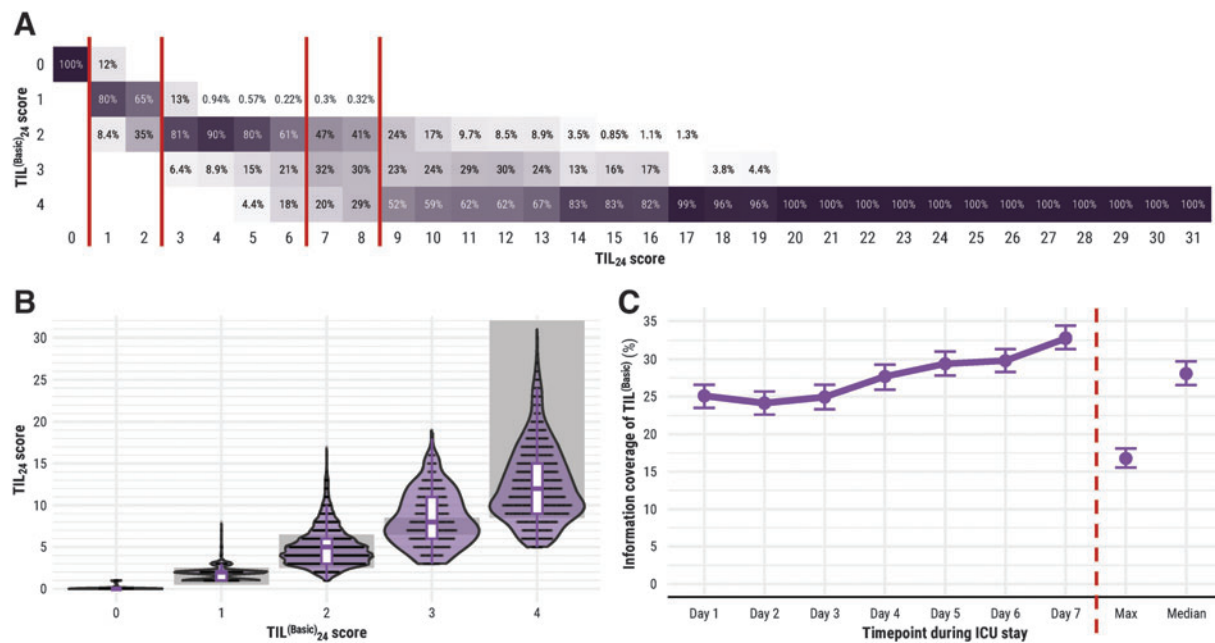 A
0 100% 12%
1 80% 65% 13% 0.94% 0.57% 0.22% 0.3% 0.32%
2 8.4% 35% 81% 90% 80% 61% 47% 41% 24% 17% 9.7% 8.5% 8.9% 3.5% 0.85% 1.1% 1.3%
3 6.4% 8.9% 15% 21% 32% 30% 23% 24% 29% 30% 24% 13% 16% 17% 3.8% 4.4%
4 4.4% 18% 20% 29% 52% 59% 62% 62% 67% 83% 83% 82% 99% 96% 96% 100% 100% 100% 100% 100% 100% 100% 100% 100% 100% 100% 100%
TIL(Basic)24 score
0 1 2 3 4 5 6 7 8 9 10 11 12 13 14 15 16 17 18 19 20 21 22 23 24 25 26 27 28 29 30 31
TIL24 score
B
30
25
20
15
10
5
0
TIL24 score
0 1 2 3 4
TIL(Basic)24 score
C
35
30
25
20
15
10
5
0
Information coverage of TIL(Basic) (%)
Day 1 Day 2 Day 3 Day 4 Day 5 Day 6 Day 7 Max Median
Timepoint during ICU stay